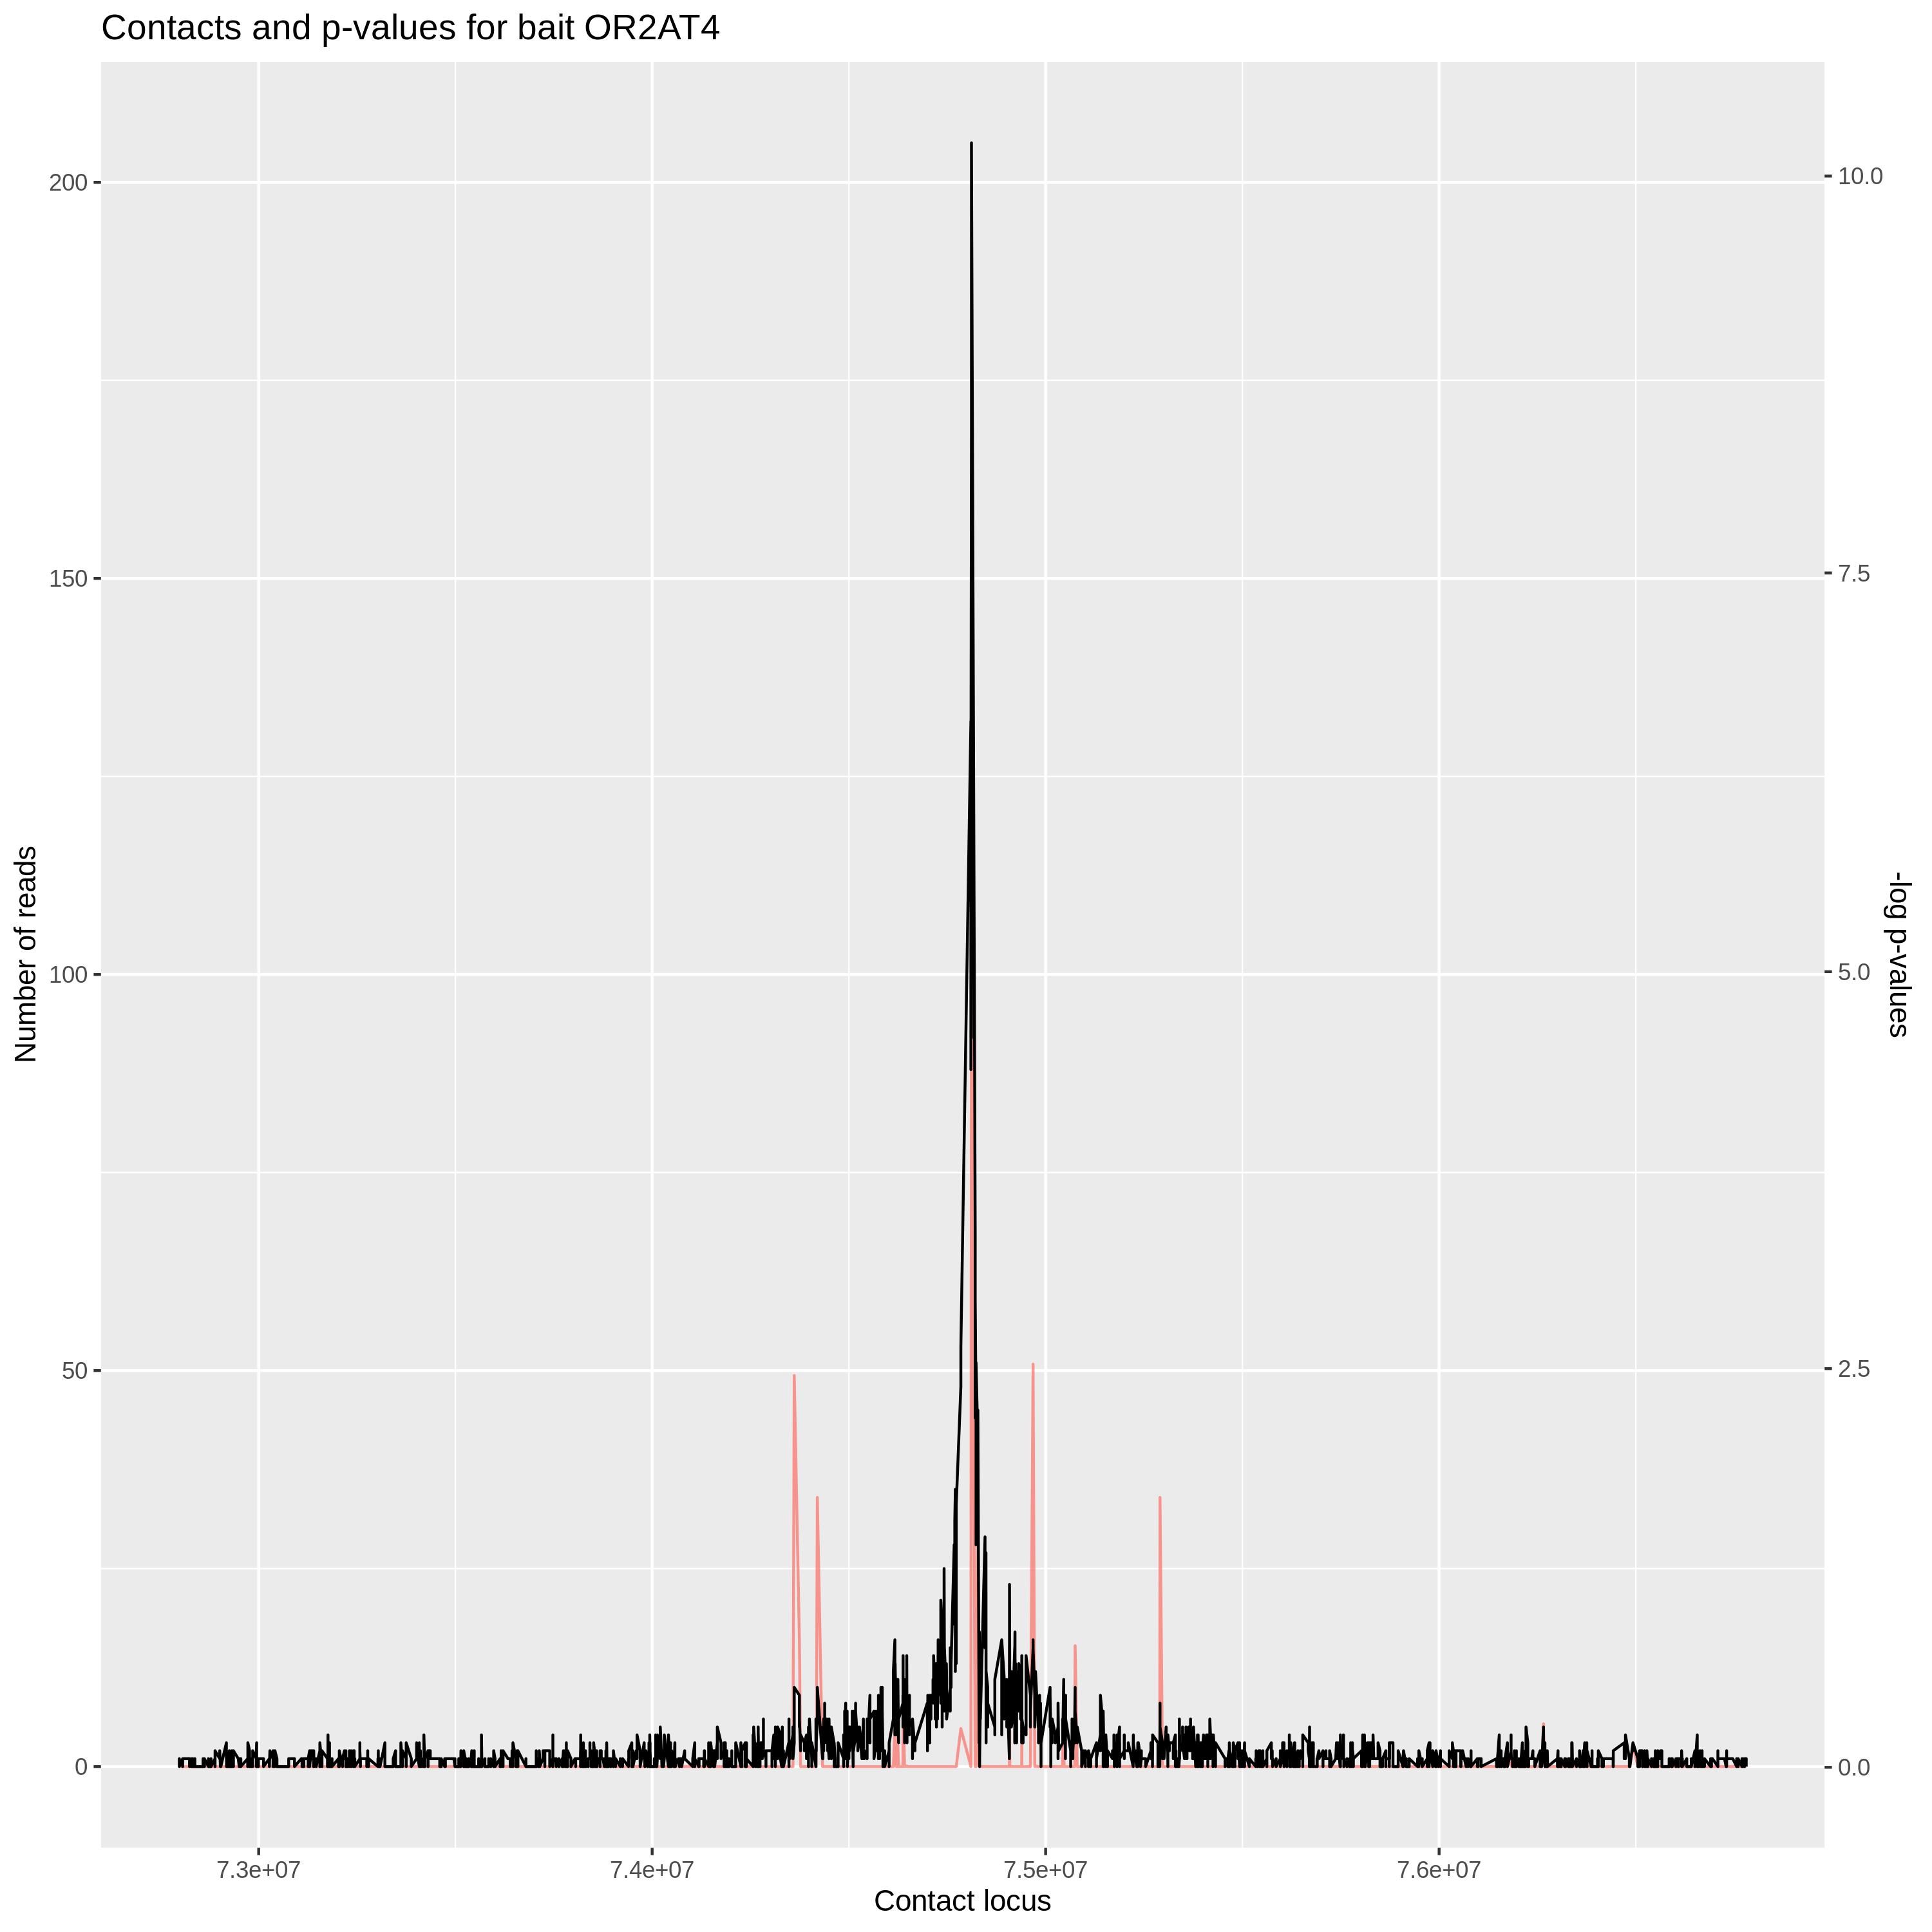 Contacts and p-values for bait OR2AT4
200
150
100
50
0
Number of reads
10.0
7.5
5.0
2.5
0.0
-log p-values
7.3e+07
7.4e+07
7.5e+07
7.6e+07
Contact locus